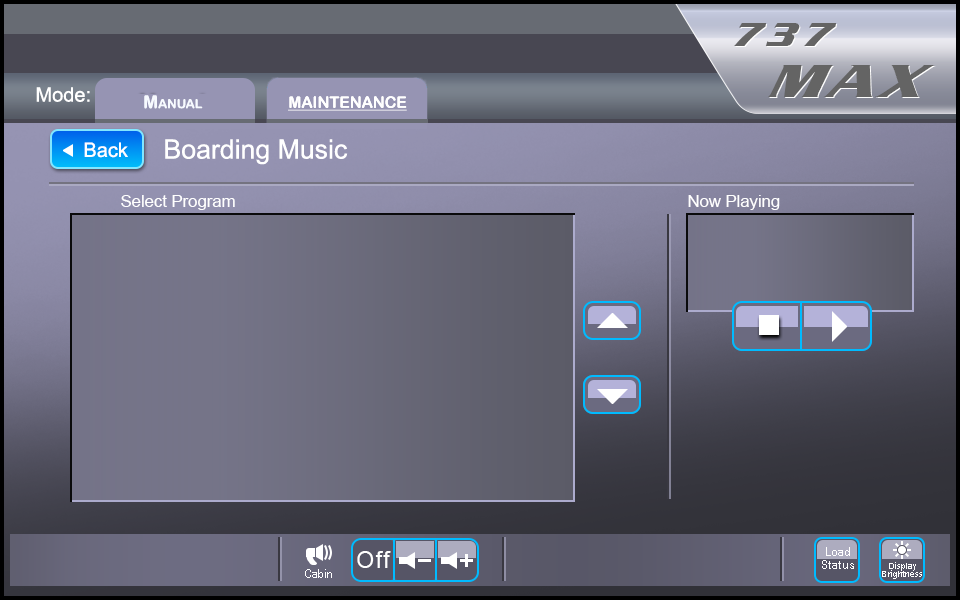 737
MAX
Mode:
MANUAL
MAINTENANCE
Back
Boarding Music
Select Program
Now Playing
Cabin
Off
Load
Status
Display
Brightness